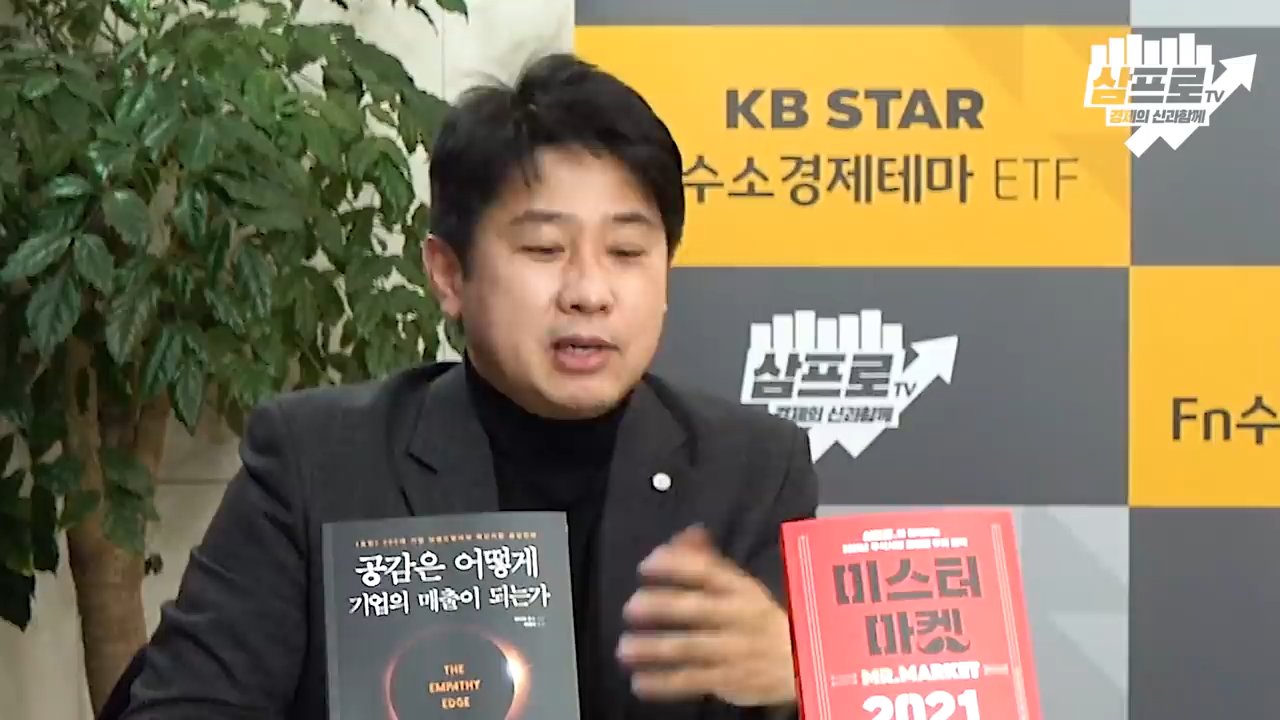 KB STAR
수소경제테마 ETF
삼프로TV
경제의 신과함께
삼프로TV
경제의 신과함께
Fn수
공감은 어떻게
기업의 매출이 되는가
THE
EMPATHY
EDGE
미스터
마켓
MR.MARKET
2021